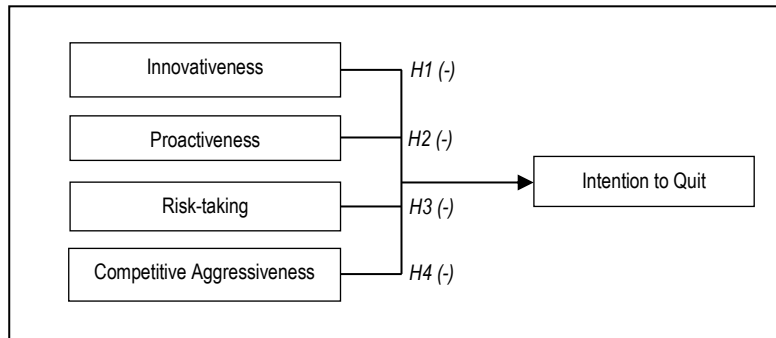 Innovativeness
H1 (-)
Proactiveness
H2 (-)
Intention to Quit
Risk-taking
H3 (-)
Competitive Aggressiveness
H4 (-)